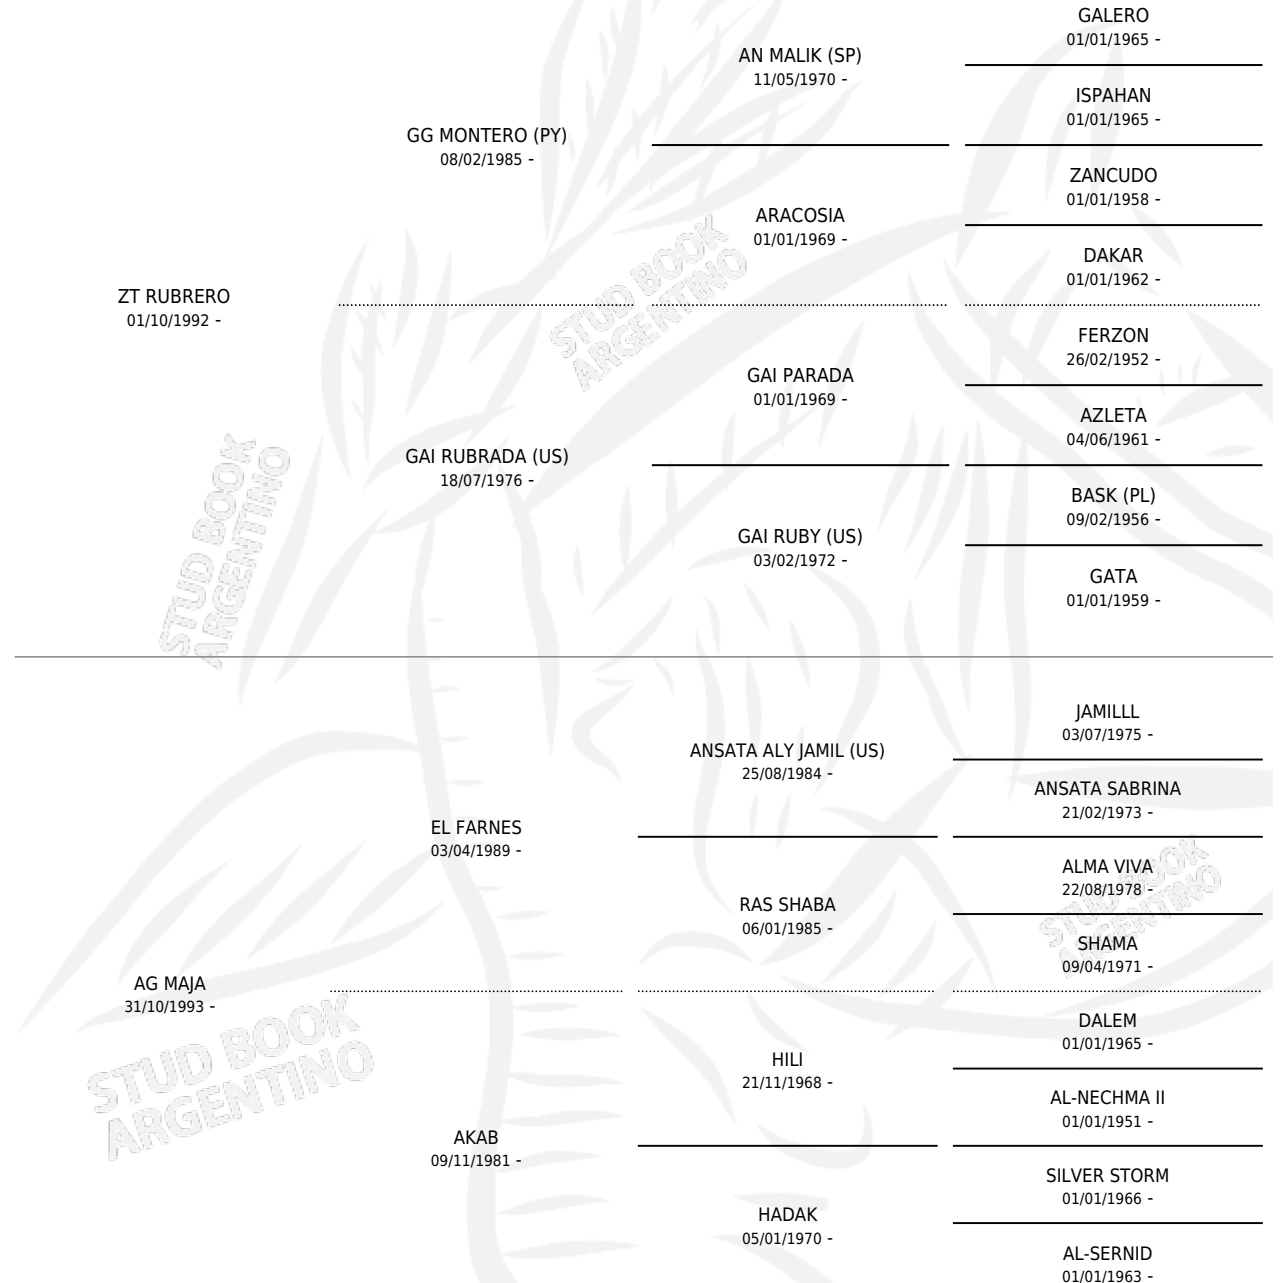 GALERO
01/01/1965 -
AN MALIK (SP)
11/05/1970 -
ISPAHAN
01/01/1965 -
GG MONTERO (PY)
08/02/1985 -
ZANCUDO
01/01/1958 -
ARACOSIA
01/01/1969 -
DAKAR
01/01/1962 -
ZT RUBRERO
01/10/1992 -
STUD BOOK
ARGENTINO
FERZON
26/02/1952 -
GAI PARADA
01/01/1969 -
AZLETA
04/06/1961 -
GAI RUBRADA (US)
18/07/1976 -
BASK (PL)
09/02/1956 -
GAI RUBY (US)
03/02/1972 -
GATA
01/01/1959 -
STUD BOOK
ARGENTINO
JAMILLL
03/07/1975 -
ANSATA ALY JAMIL (US)
25/08/1984 -
ANSATA SABRINA
21/02/1973 -
EL FARNES
03/04/1989 -
ALMA VIVA
22/08/1978 -
RAS SHABA
06/01/1985 -
STUD BOOK
ARGENTINO
SHAMA
09/04/1971 -
AG MAJA
31/10/1993 -
STUD BOOK
ARGENTINO
DALEM
01/01/1965 -
HILI
21/11/1968 -
AL-NECHMA II
01/01/1951 -
AKAB
09/11/1981 -
SILVER STORM
01/01/1966 -
HADAK
05/01/1970 -
AL-SERNID
01/01/1963 -